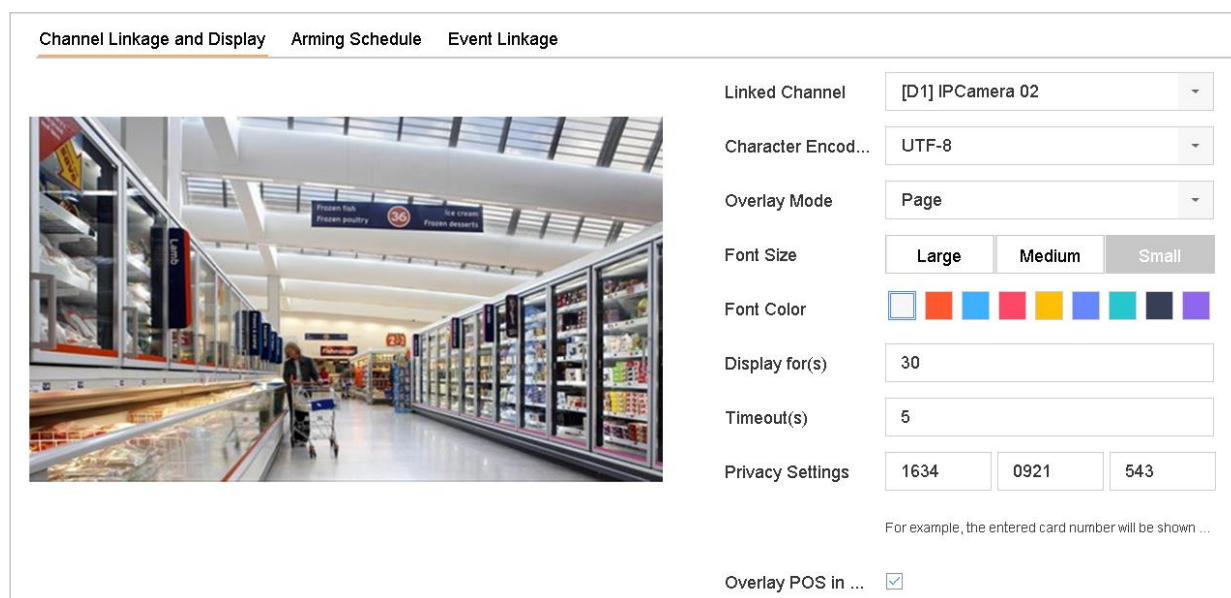 Channel Linkage and Display Arming Schedule Event Linkage
Linked Channel [D1] IPCamera 02
Character Encod... UTF-8
Overlay Mode Page
Font Size Large Medium Small
Font Color
Display for(s) 30
Timeout(s) 5
Privacy Settings 1634 0921 543
For example, the entered card number will be shown ...
Overlay POS in ...
Frozen fish
Frozen poultry
36
Ice cream
Frozen desserts
Lamb